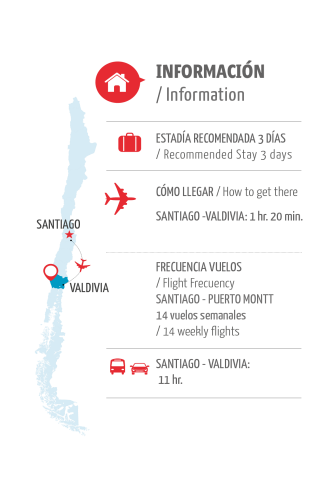 INFORMACIÓN
/ Information
ESTADÍA RECOMENDADA 3 DÍAS
/ Recommended Stay 3 days
CÓMO LLEGAR / How to get there
SANTIAGO -VALDIVIA: 1 hr. 20 min.
SANTIAGO
VALDIVIA
FRECUENCIA VUELOS
/ Flight Frecuency
SANTIAGO - PUERTO MONTT
14 vuelos semanales
/ 14 weekly flights
SANTIAGO - VALDIVIA:
11 hr.